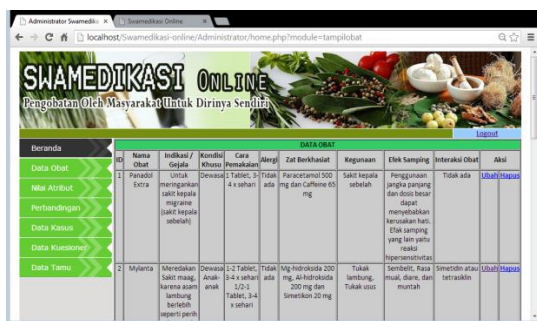 Administrator Swamedika
Swamedikasi Online
localhost/Swamedikasi-online/Administrator/home.php?module=tampilobat
SWAMEDIKASI ONLINE
Pengobatan Oleh Masyarakat Untuk Dirinya Sendiri
Logout
Beranda
Data Obat
Nilai Atribut
Perbandingan
Data Kasus
Data Kuesioner
Data Tamu
DATA OBAT
ID Nama Obat Indikasi / Gejala Kondisi Khusu Cara Pemakaian Alergi Zat Berkhasiat Kegunaan Efek Samping Interaksi Obat Aksi
1 Panadol Extra Untuk meringankan sakit kepala migraine (sakit kepala sebelah) Dewasa 1 Tablet, 3-4 x sehari Tidak ada Paracetamol 500 mg dan Caffeine 65 mg Sakit kepala sebelah Penggunaan jangka panjang dan dosis besar dapat menyebabkan kerusakan hati. Efak samping yang lain yaitu reaksi hipersensitivitas Tidak ada Ubah Hapus
2 Mylanta Meredakan Sakit maag, karena asam lambung berlebih seperti perih Dewasa Anak-anak 1-2 Tablet, 3-4 x sehari 1/2-1 Tablet, 3-4 x sehari Tidak ada Mg-hidroksida 200 mg, Al-hidroksida 200 mg dan Simetikon 20 mg Tukak lambung, Tukak usus Sembelit, Rasa mual, diare, dan muntah Simetidin atau tetrasiklin Ubah Hapus